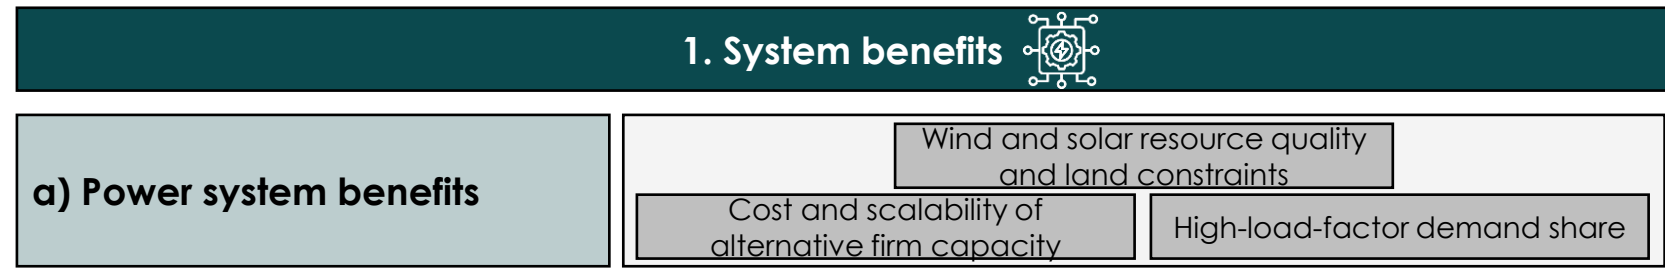 1. System benefits
a) Power system benefits
Wind and solar resource quality
and land constraints
Cost and scalability of
alternative firm capacity
High-load-factor demand share